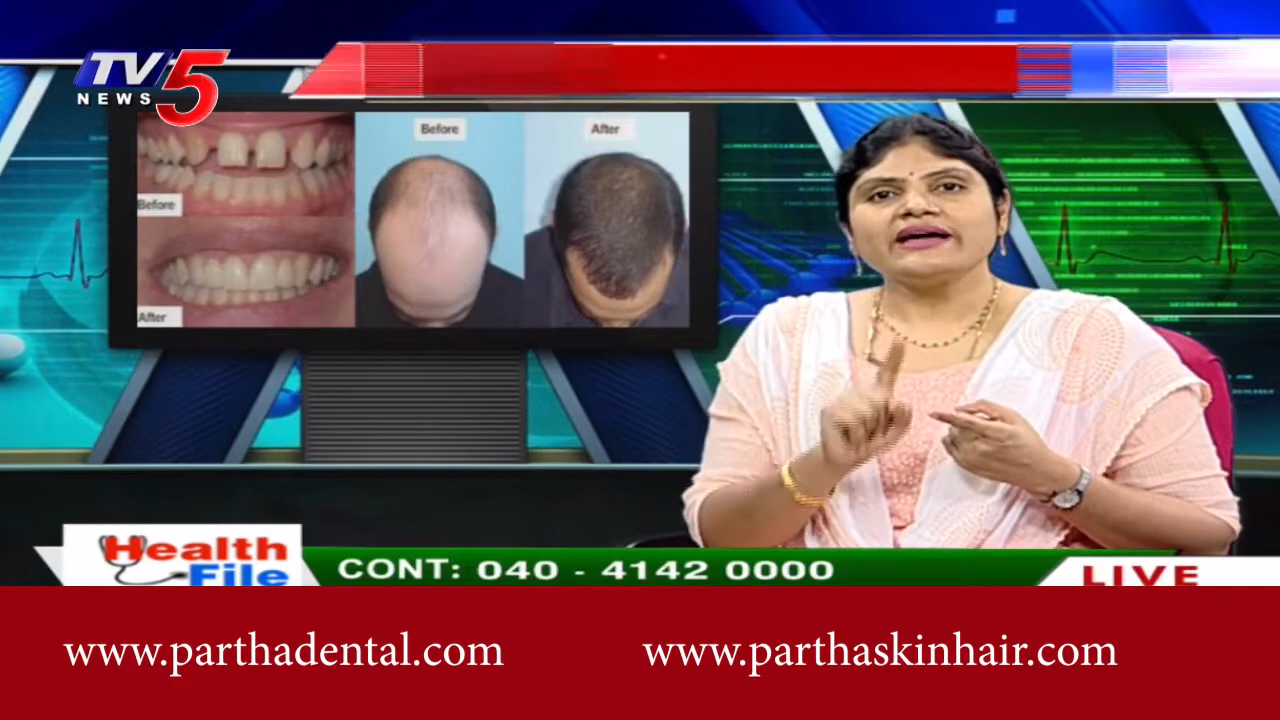 TV5
NEWS
Before
After
Before
After
Health
File
CONT: 040 - 4142 0000
LIVE
www.parthadental.com
www.parthaskinhair.com